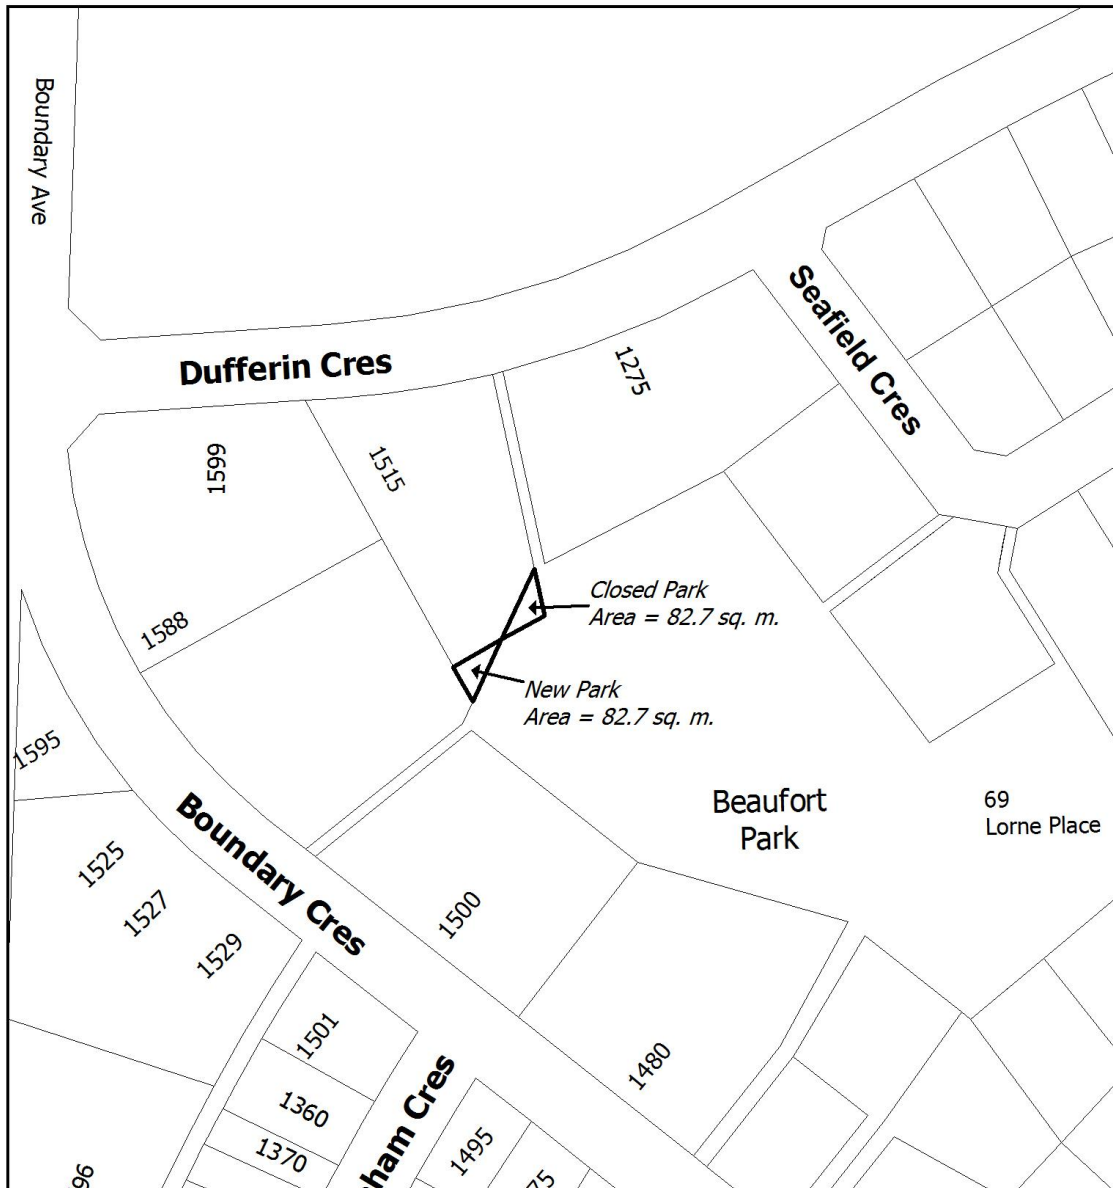 Boundary Ave
Dufferin Cres
Seafield Cres
1275
1599
1515
Closed Park
Area = 82.7 sq. m.
1588
New Park
Area = 82.7 sq. m.
1595
Boundary Cres
Beaufort
Park
69
Lorne Place
1525
1527
1529
1500
1501
1480
1360
1370
ham Cres
1495
75
96